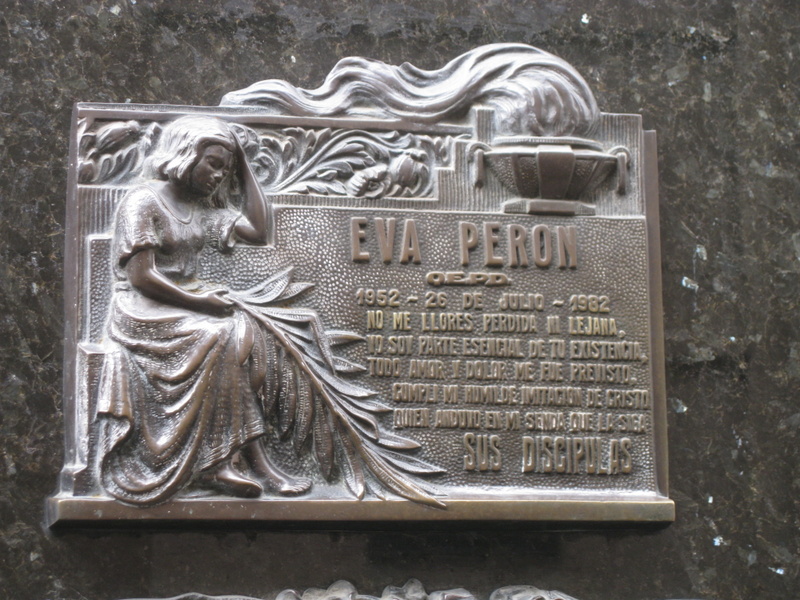 EVA PERON
Q.E.P.D.
1952 - 26 DE JULIO - 1982
NO ME LLORES PERDIDA NI LEJANA,
YO SOY PARTE ESENCIAL DE TU EXISTENCIA,
TODO AMOR Y DOLOR ME FUE PREVISTO,
CUMPLI MI HUMILDE IMITACION DE CRISTO
QUIEN ANDUVO EN MI SENDA QUE LA SIGA
SUS DISCIPULAS